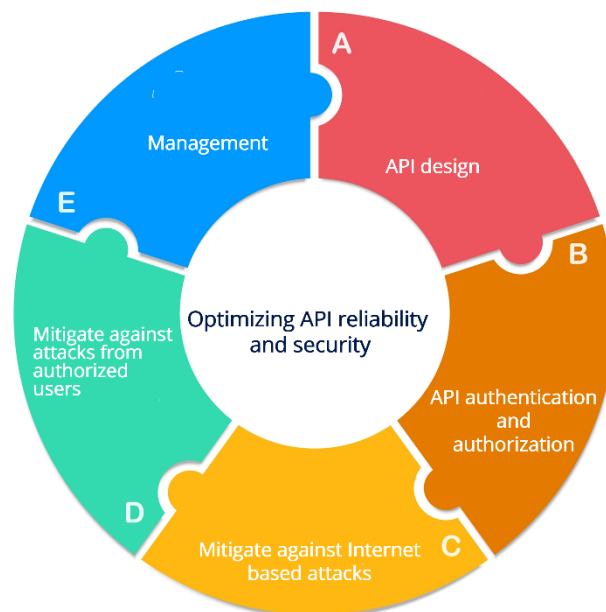 A
API design
B
API authentication
and
authorization
C
Mitigate against Internet
based attacks
D
Mitigate against
attacks from
authorized
users
E
Management
Optimizing API reliability
and security